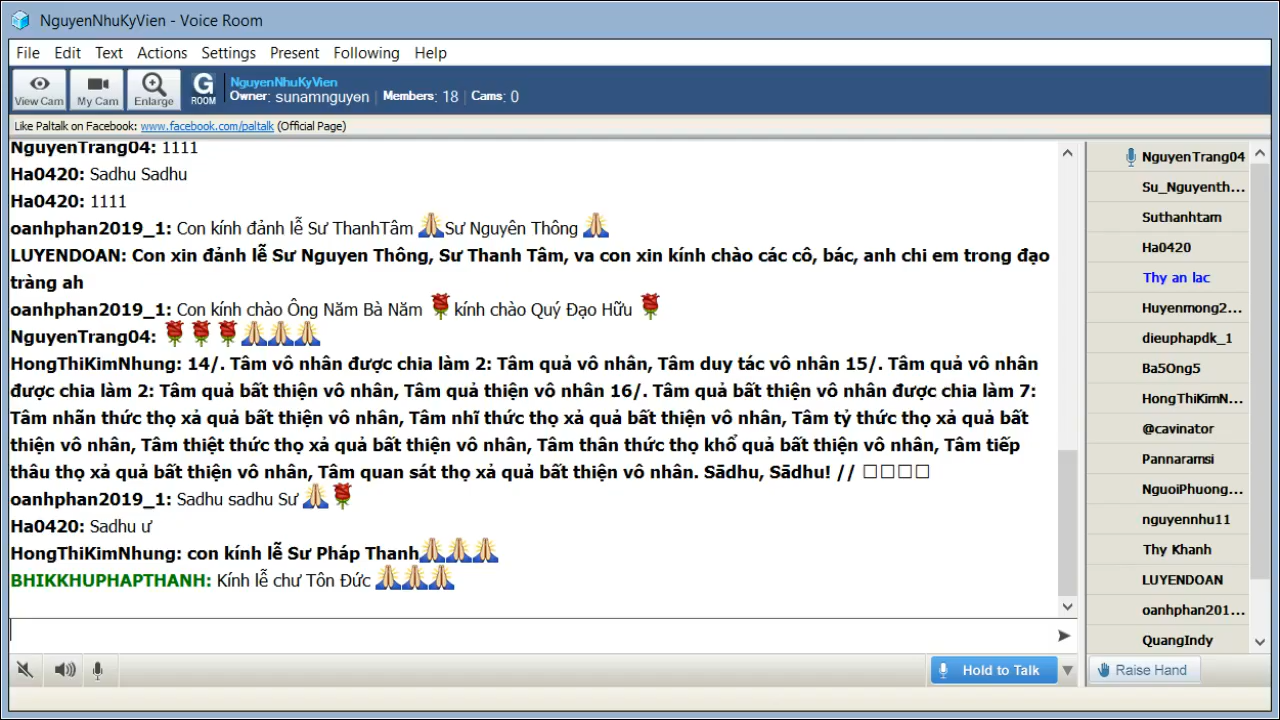 NguyenNhuKyVien - Voice Room
File Edit Text Actions Settings Present Following Help
View Cam
My Cam
Enlarge
G ROOM
NguyenNhuKyVien
Owner: sunamnguyen | Members: 18 | Cams: 0
Like Paltalk on Facebook: www.facebook.com/paltalk (Official Page)
NguyenTrang04: 1111
Ha0420: Sadhu Sadhu
Ha0420: 1111
oanhphan2019_1: Con kính đảnh lễ Sư ThanhTâm 🙏Sư Nguyên Thông 🙏
LUYENDOAN: Con xin đảnh lễ Sư Nguyen Thông, Sư Thanh Tâm, va con xin kính chào các cô, bác, anh chi em trong đạo
tràng ah
oanhphan2019_1: Con kính chào Ông Năm Bà Năm 🌹kính chào Quý Đạo Hữu 🌹
NguyenTrang04: 🌹🌹🌹🙏🙏🙏
HongThiKimNhung: 14/. Tâm vô nhân được chia làm 2: Tâm quả vô nhân, Tâm duy tác vô nhân 15/. Tâm quả vô nhân
được chia làm 2: Tâm quả bất thiện vô nhân, Tâm quả thiện vô nhân 16/. Tâm quả bất thiện vô nhân được chia làm 7:
Tâm nhãn thức thọ xả quả bất thiện vô nhân, Tâm nhĩ thức thọ xả quả bất thiện vô nhân, Tâm tỷ thức thọ xả quả bất
thiện vô nhân, Tâm thiệt thức thọ xả quả bất thiện vô nhân, Tâm thân thức thọ khổ quả bất thiện vô nhân, Tâm tiếp
thâu thọ xả quả bất thiện vô nhân, Tâm quan sát thọ xả quả bất thiện vô nhân. Sādhu, Sādhu! // □□□□
oanhphan2019_1: Sadhu sadhu Sư 🙏🌹
Ha0420: Sadhu ư
HongThiKimNhung: con kính lễ Sư Pháp Thanh🙏🙏🙏
BHIKKHUPHAPTHANH: Kính lễ chư Tôn Đức 🙏🙏🙏
Hold to Talk
NguyenTrang04
Su_Nguyenth...
Suthanhtam
Ha0420
Thy an lac
Huyenmong2...
dieuphapdk_1
Ba5Ong5
HongThiKimN...
@cavinator
Pannaramsi
NguoiPhuong...
nguyennhu11
Thy Khanh
LUYENDOAN
oanhphan201...
QuangIndy
Raise Hand